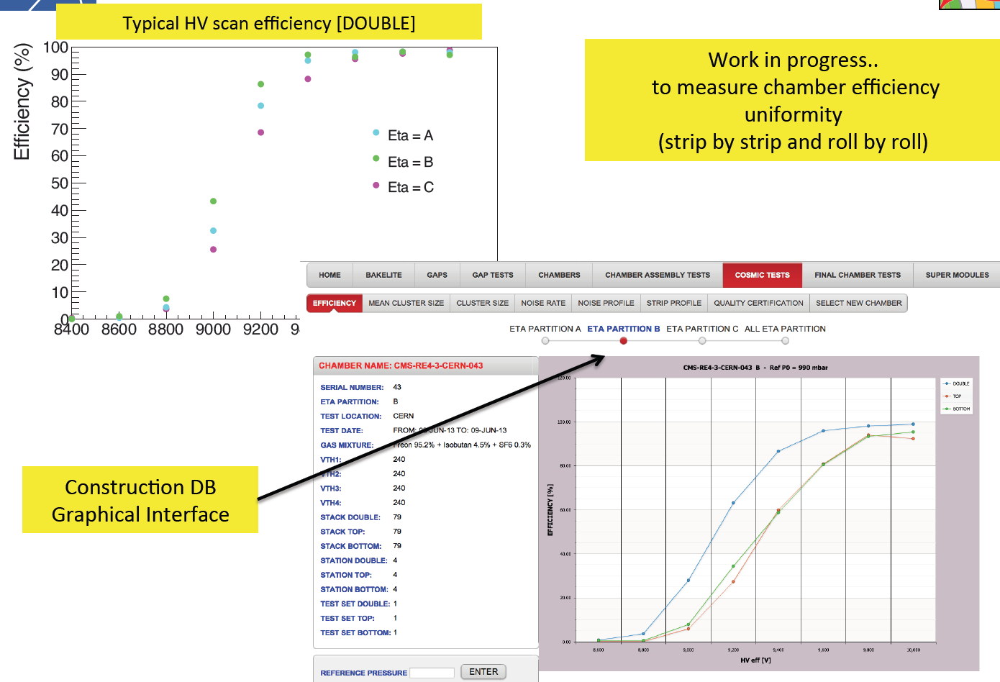 Typical HV scan efficiency [DOUBLE]
Efficiency (%)
100
90
80
70
60
50
40
30
20
10
0
8400 8600 8800 9000 9200 9
Eta = A
Eta = B
Eta = C
Work in progress..
to measure chamber efficiency
uniformity
(strip by strip and roll by roll)
HOME BAKELITE GAPS GAP TESTS CHAMBERS CHAMBER ASSEMBLY TESTS COSMIC TESTS FINAL CHAMBER TESTS SUPER MODULES
EFFICIENCY MEAN CLUSTER SIZE CLUSTER SIZE NOISE RATE NOISE PROFILE STRIP PROFILE QUALITY CERTIFICATION SELECT NEW CHAMBER
ETA PARTITION A ETA PARTITION B ETA PARTITION C ALL ETA PARTITION
CHAMBER NAME: CMS-RE4-3-CERN-043
SERIAL NUMBER: 43
ETA PARTITION: B
TEST LOCATION: CERN
TEST DATE: FROM: JUN-13 TO: 09-JUN-13
GAS MIXTURE: Freon 95.2% + Isobutan 4.5% + SF6 0.3%
VTH1: 240
VTH2: 240
VTH3: 240
VTH4: 240
STACK DOUBLE: 79
STACK TOP: 79
STACK BOTTOM: 79
STATION DOUBLE: 4
STATION TOP: 4
STATION BOTTOM: 4
TEST SET DOUBLE: 1
TEST SET TOP: 1
TEST SET BOTTOM: 1
REFERENCE PRESSURE ENTER
CMS-RE4-3-CERN-043 B - Ref P0 = 990 mbar
120.00
100.00
80.00
60.00
40.00
20.00
0.00
EFFICIENCY [%]
8,600 8,800 9,000 9,200 9,400 9,600 9,800 10,000
HV eff [V]
DOUBLE
TOP
BOTTOM
Construction DB
Graphical Interface